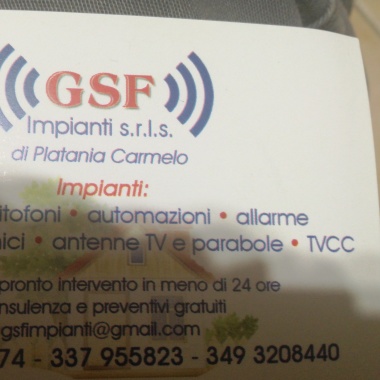 GSF
Impianti s.r.l.s.
di Platania Carmelo
Impianti:
itofoni • automazioni • allarme
nici • antenne TV e parabole • TVCC
pronto intervento in meno di 24 ore
nsulenza e preventivi gratuiti
gsfimpianti@gmail.com
74 - 337 955823 - 349 3208440